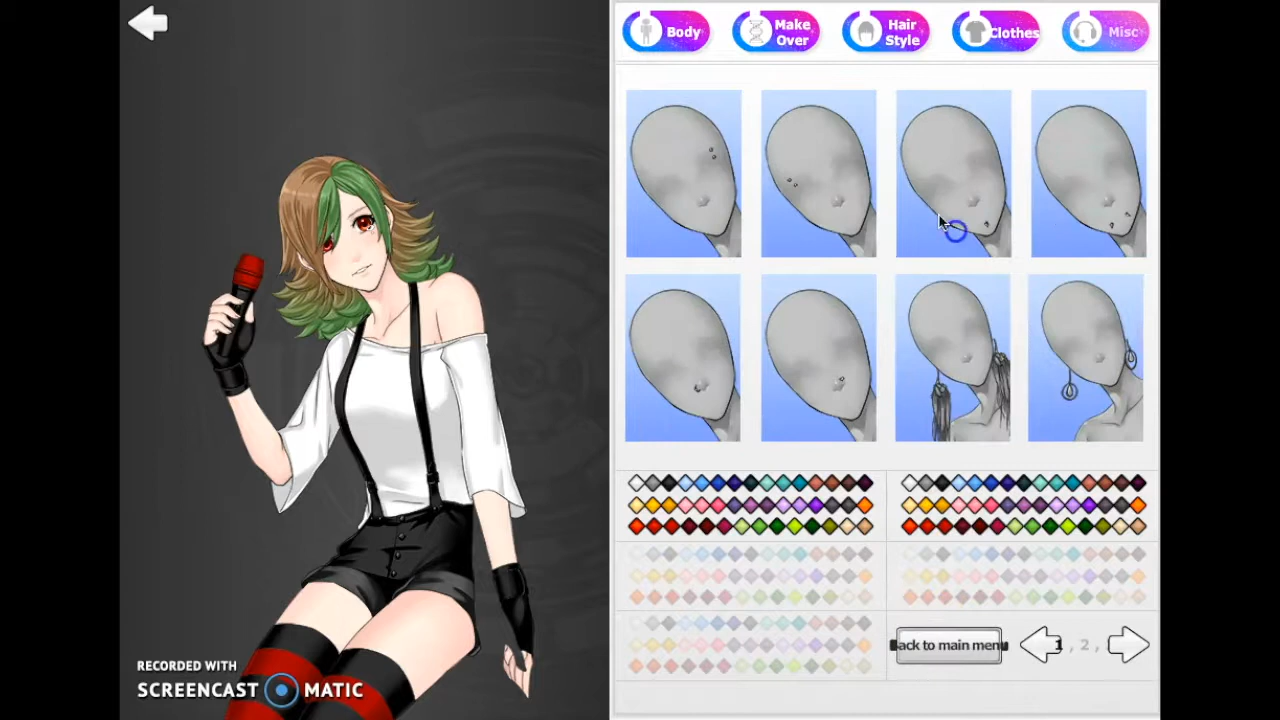 Body
Make
Over
Hair
Style
Clothes
Misc
ack to main men
1 , 2 ,
RECORDED WITH
SCREENCAST MATIC